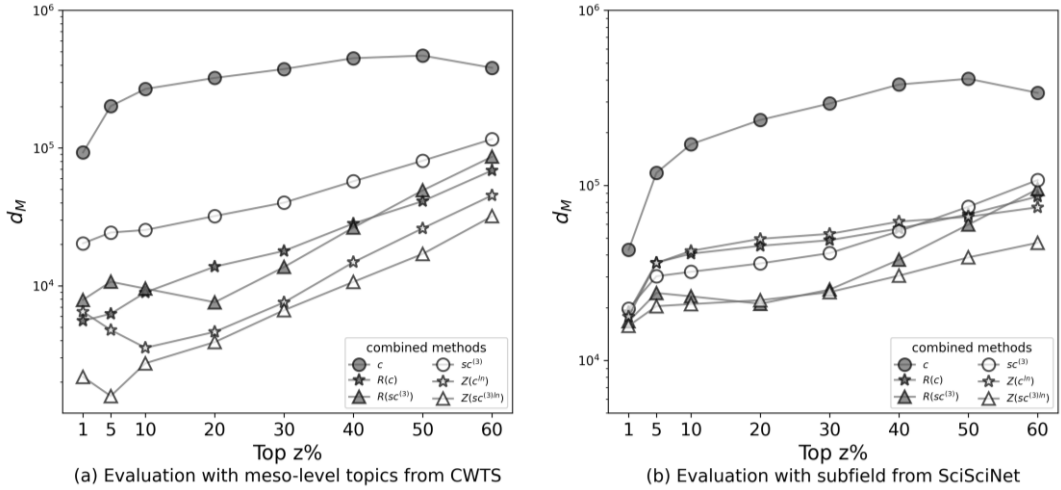 10⁶
10⁵
10⁴
d_M
1 5 10 20 30 40 50 60
Top z%
combined methods
c
R(c)
R(sc⁽³⁾)
sc⁽³⁾
Z(cˡⁿ)
Z(sc⁽³⁾ˡⁿ)
(a) Evaluation with meso-level topics from CWTS
10⁶
10⁵
10⁴
d_M
1 5 10 20 30 40 50 60
Top z%
combined methods
c
R(c)
R(sc⁽³⁾)
sc⁽³⁾
Z(cˡⁿ)
Z(sc⁽³⁾ˡⁿ)
(b) Evaluation with subfield from SciSciNet